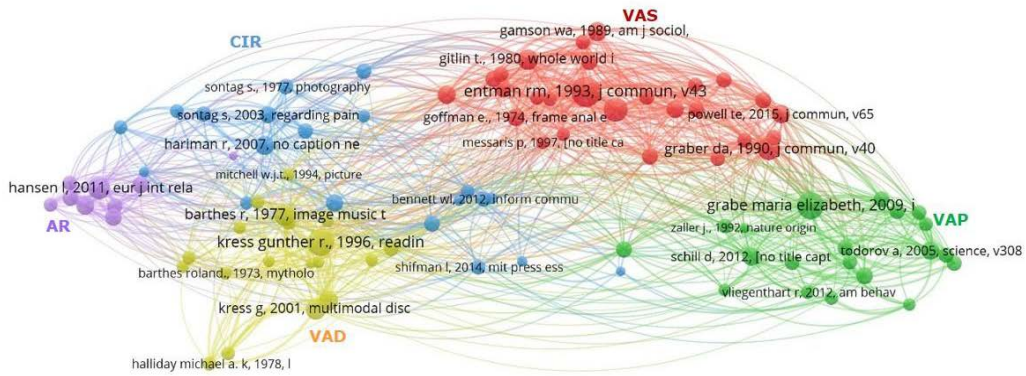 VAS
gamson wa, 1989, am j sociol,
CIR
gitlin t., 1980, whole world i
sontag s., 1977, photography
entman rm, 1993, j commun, v43
sontag s, 2003, regarding pain
goffman e., 1974, frame anal e
powell te, 2015, j commun, v65
hariman r, 2007, no caption ne
messaris p, 1997, [no title ca
graber da, 1990, j commun, v40
mitchell w.j.t., 1994, picture
hansen l, 2011, eur j int rela
bennett wl, 2012, inform commu
grabe maria elizabeth, 2009, i
barthes r, 1977, image music t
VAP
AR
zaller j., 1992, nature origin
kress gunther r., 1996, readin
todorov a, 2005, science, v308
schill d, 2012, [no title capt
shifman l, 2014, mit press ess
barthes roland., 1973, mytholo
vliegenthart r, 2012, am behav
kress g, 2001, multimodal disc
VAD
halliday michael a. k, 1978, l